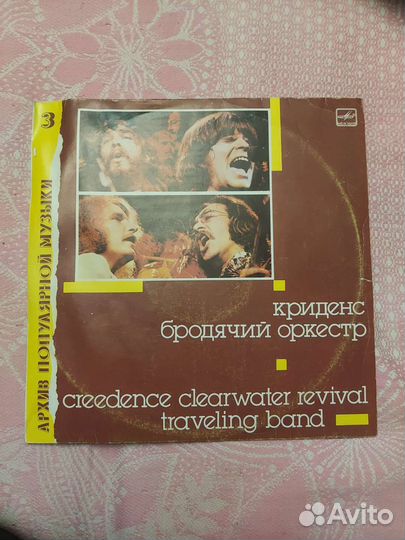 АРХИВ ПОПУЛЯРНОЙ МУЗЫКИ
3
криденс
бродячий оркестр
creedence clearwater revival
traveling band
Avito